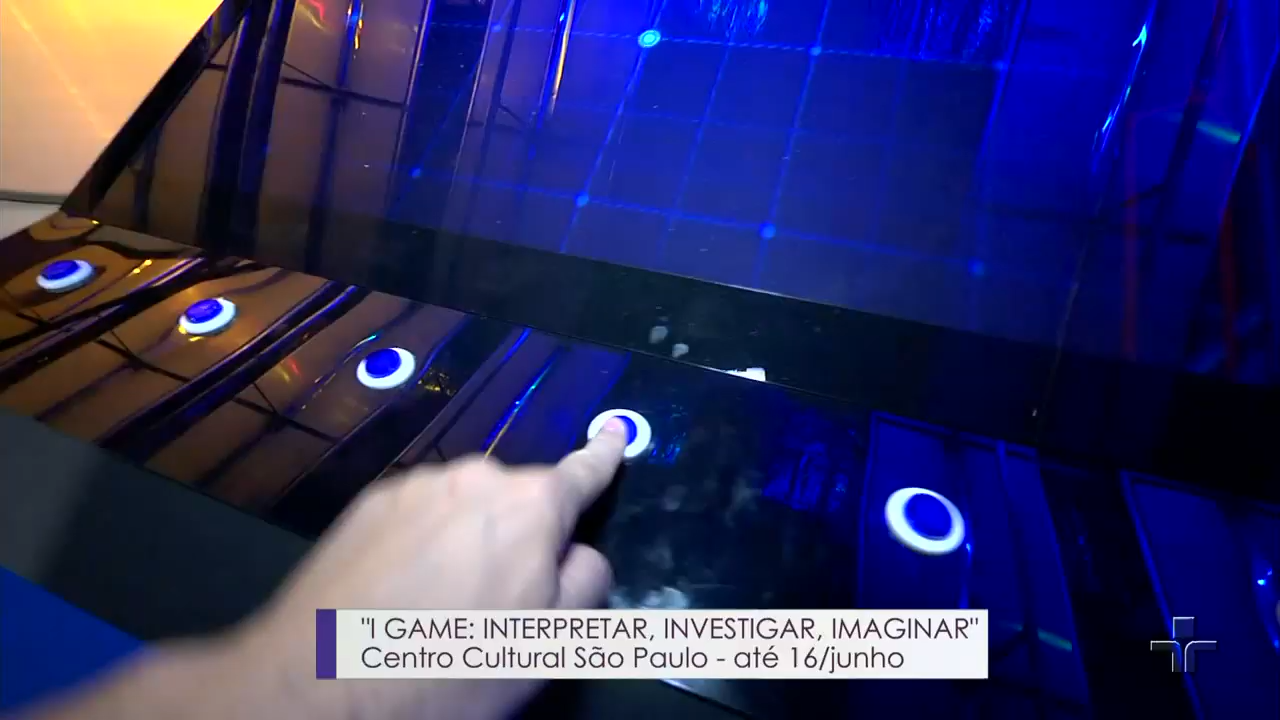 "I GAME: INTERPRETAR, INVESTIGAR, IMAGINAR"
Centro Cultural São Paulo - até 16/junho